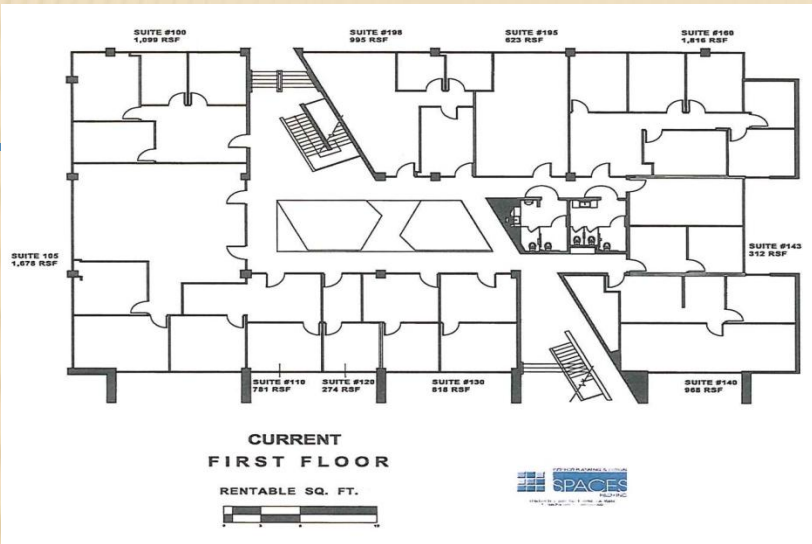 SUITE #100
1,099 RSF
SUITE #198
995 RSF
SUITE #195
623 RSF
SUITE #160
1,816 RSF
SUITE 105
1,678 RSF
SUITE #143
312 RSF
SUITE #110
781 RSF
SUITE #120
274 RSF
SUITE #130
818 RSF
SUITE #140
968 RSF
CURRENT
FIRST FLOOR
RENTABLE SQ. FT.
SPACES